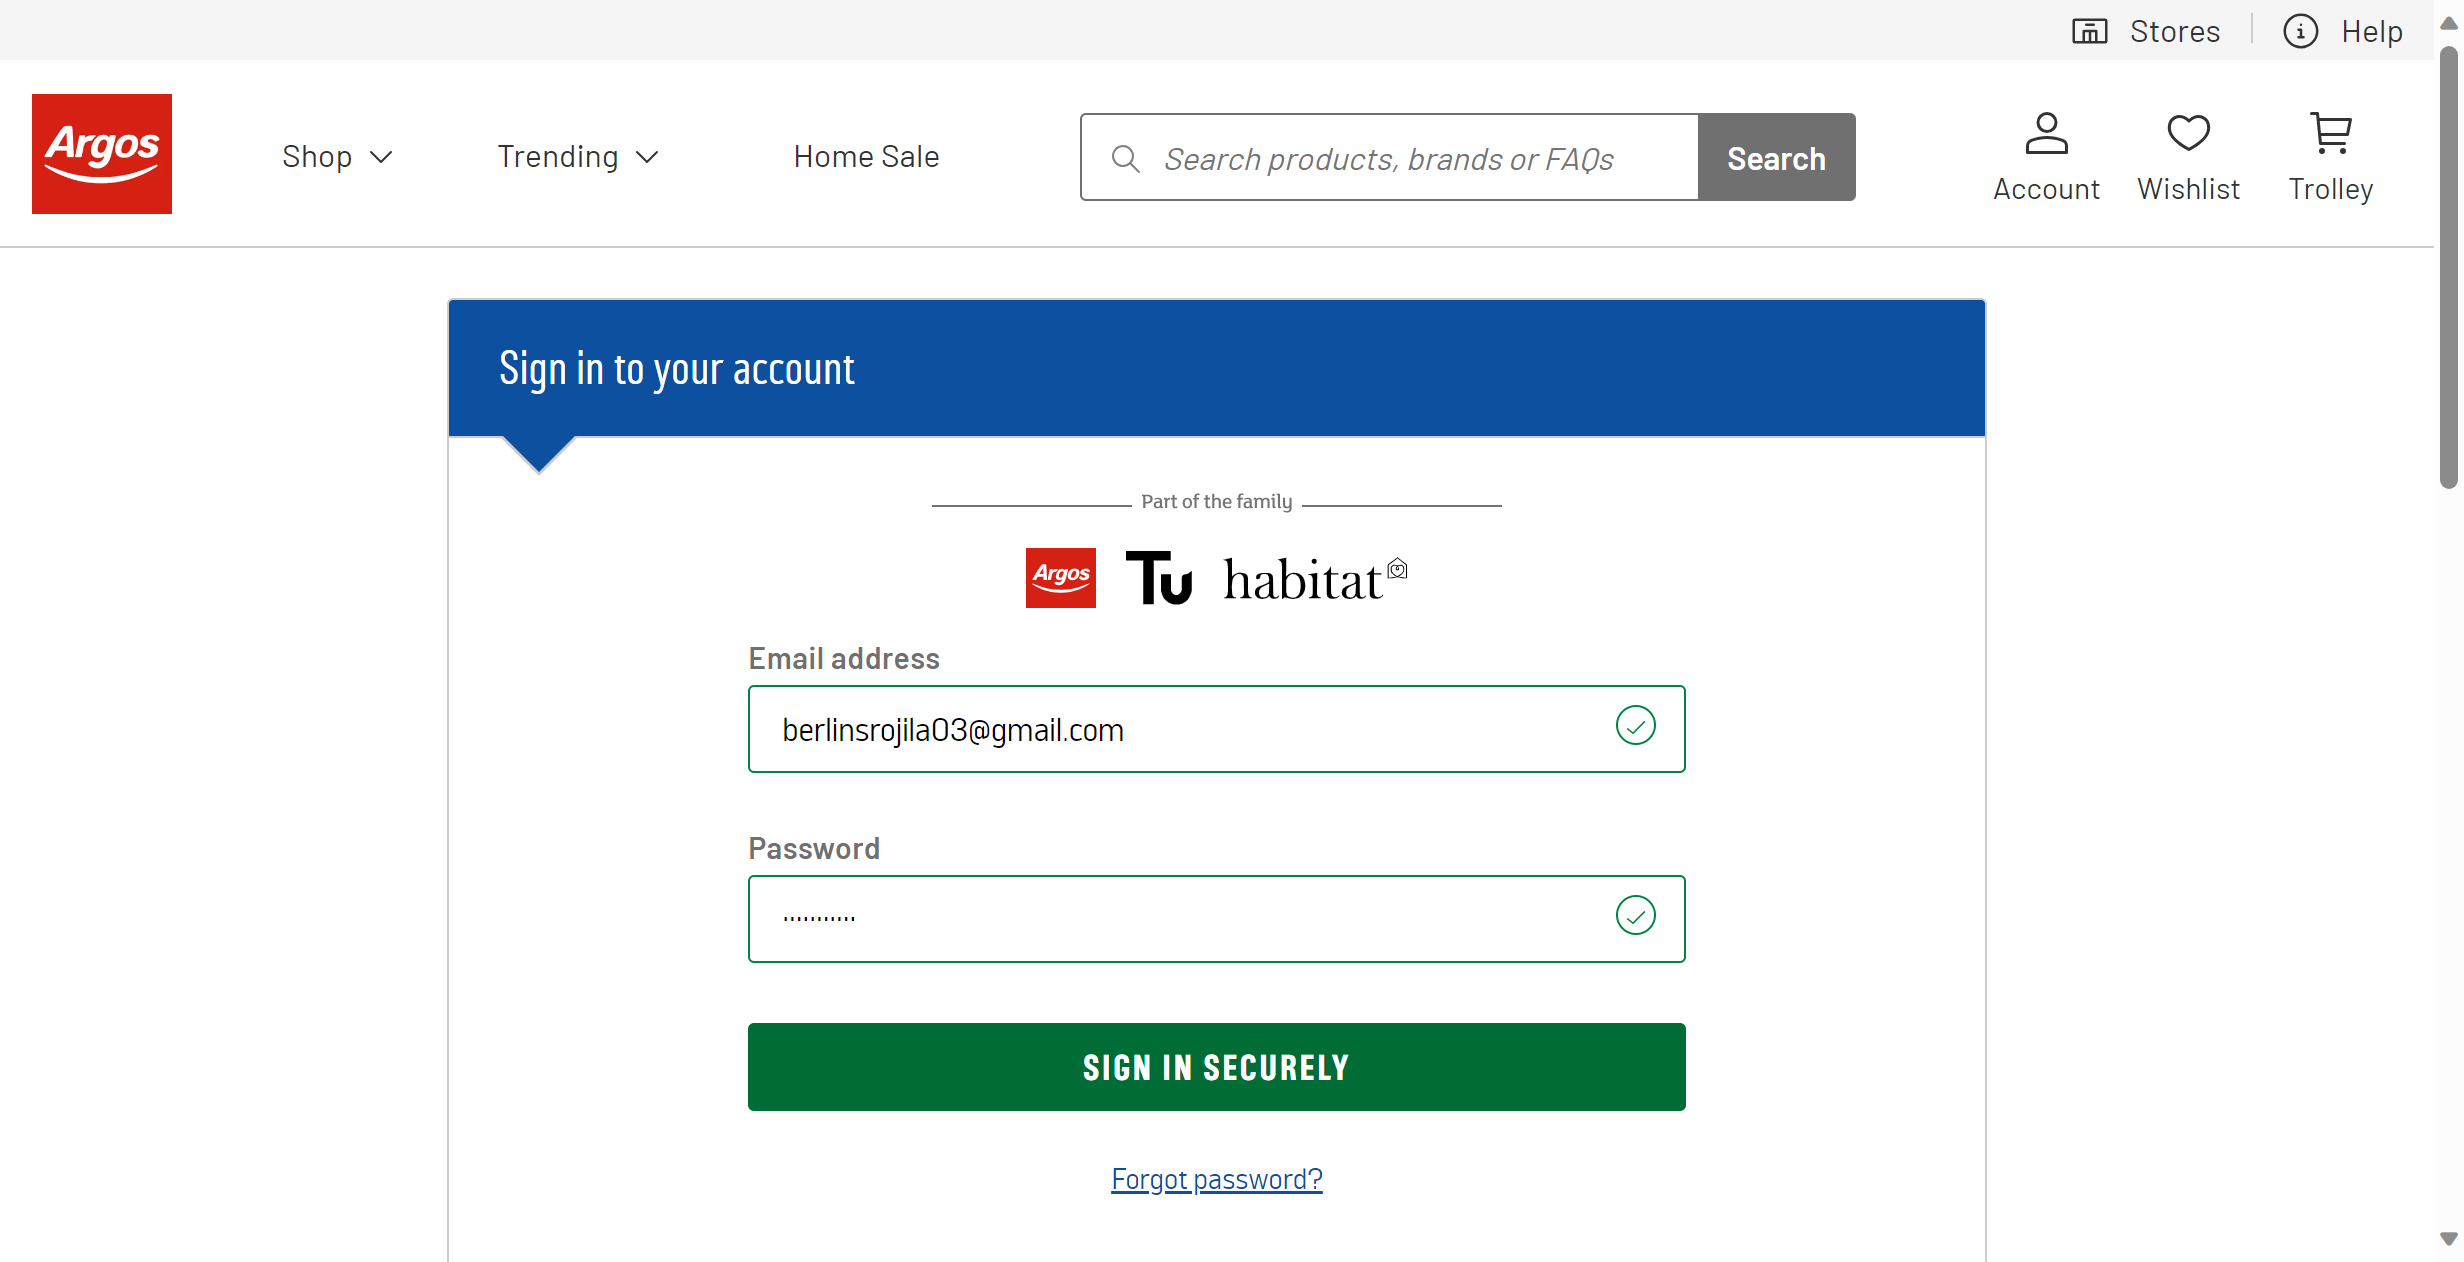 Stores
Help
Argos
Shop
Trending
Home Sale
Search products, brands or FAQs
Search
Account
Wishlist
Trolley
Sign in to your account
Part of the family
Argos
Tu
habitat
Email address
berlinsrojila03@gmail.com
Password
...........
SIGN IN SECURELY
Forgot password?